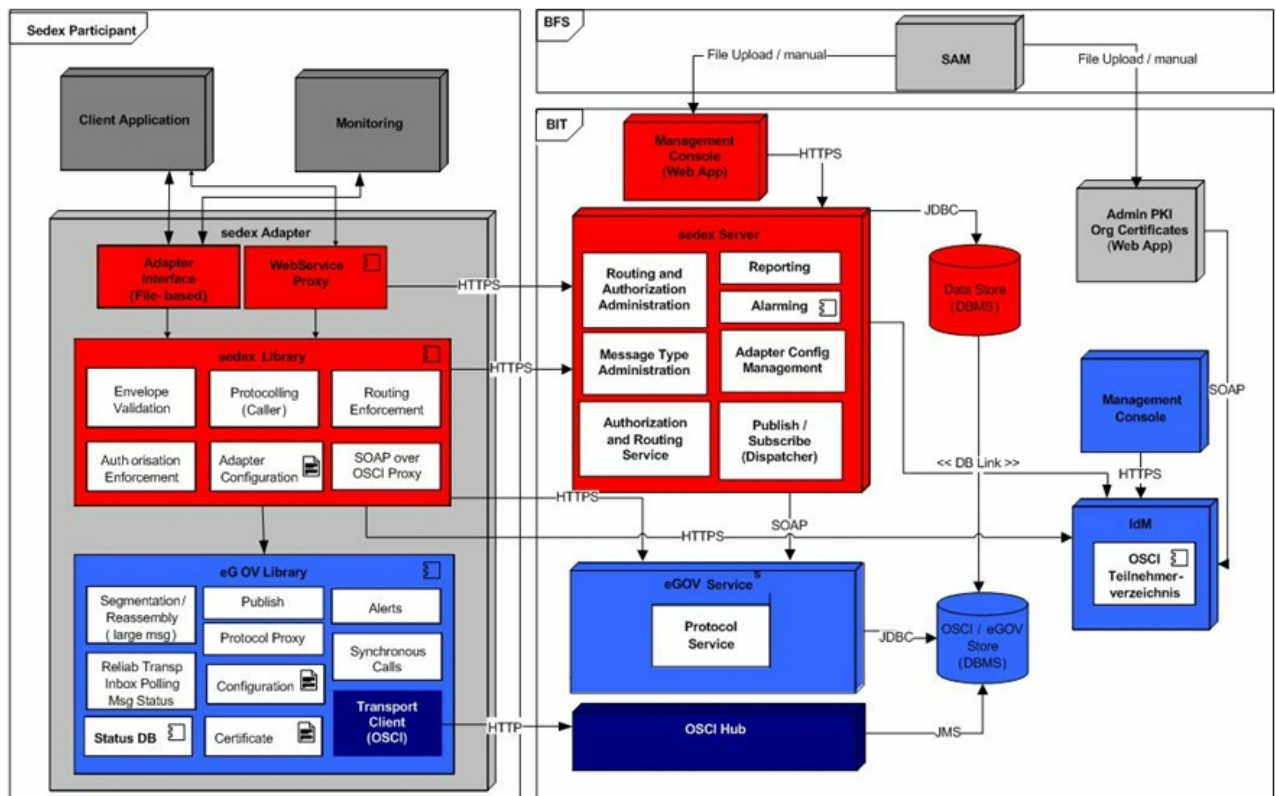 Sedex Participant
Client Application
Monitoring
sedex Adapter
Adapter
Interface
{File- based}
WebService
Proxy
sedex Library
Envelope
Validation
Protocolling
(Caller)
Routing
Enforcement
Auth orisation
Enforcement
Adapter
Configuration
SOAP over
OSCI Proxy
eG OV Library
Segmentation/
Reassembly
( large msg)
Publish
Alerts
Protocol Proxy
Synchronous
Calls
Reliab Transp
Inbox Polling
Msg Status
Configuration
Transport
Client
(OSCI)
Status DB
Certificate
HTTPS
HTTPS
HTTPS
HTTPS
HTTP
BFS
SAM
File Upload / manual
File Upload / manual
BIT
Management
Console
(Web App)
HTTPS
sedex Server
Routing and
Authorization
Administration
Reporting
Alarming
Message Type
Administration
Adapter Config
Management
Authorization
and Routing
Service
Publish /
Subscribe
(Dispatcher)
JDBC
Data Store
(DBMS)
Admin PKI
Org Certificates
(Web App)
SOAP
Management
Console
HTTPS
<< DB Link >>
SOAP
IdM
OSCI
Teilnehmer-
verzeichnis
eGOV Service s
Protocol
Service
JDBC
OSCI / eGOV
Store
(DBMS)
OSCI Hub
JMS